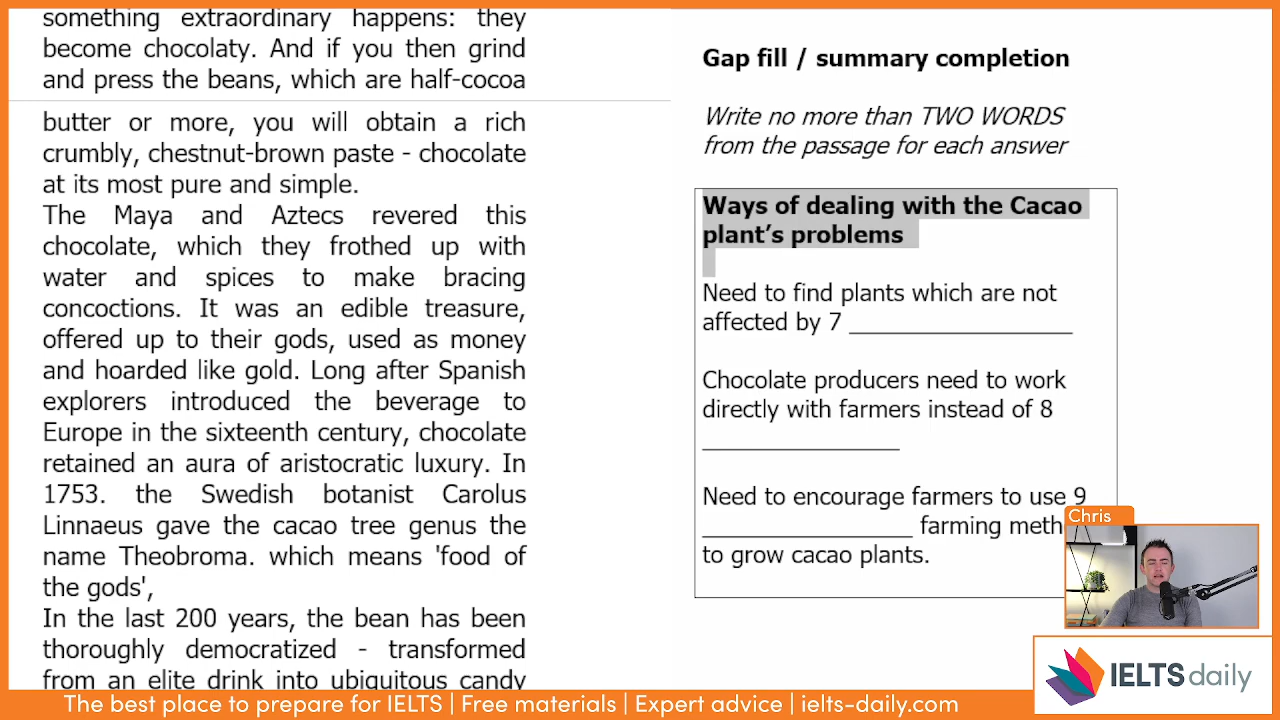 something extraordinary happens: they
become chocolaty. And if you then grind
and press the beans, which are half-cocoa
butter or more, you will obtain a rich
crumbly, chestnut-brown paste - chocolate
at its most pure and simple.
The Maya and Aztecs revered this
chocolate, which they frothed up with
water and spices to make bracing
concoctions. It was an edible treasure,
offered up to their gods, used as money
and hoarded like gold. Long after Spanish
explorers introduced the beverage to
Europe in the sixteenth century, chocolate
retained an aura of aristocratic luxury. In
1753. the Swedish botanist Carolus
Linnaeus gave the cacao tree genus the
name Theobroma. which means 'food of
the gods',
In the last 200 years, the bean has been
thoroughly democratized - transformed
from an elite drink into ubiquitous candy
Gap fill / summary completion
Write no more than TWO WORDS
from the passage for each answer
Ways of dealing with the Cacao
plant's problems
Need to find plants which are not
affected by 7 ____________________
Chocolate producers need to work
directly with farmers instead of 8
__________________
Need to encourage farmers to use 9
___________________ farming meth
to grow cacao plants.
Chris
IELTS daily
The best place to prepare for IELTS | Free materials | Expert advice | ielts-daily.com